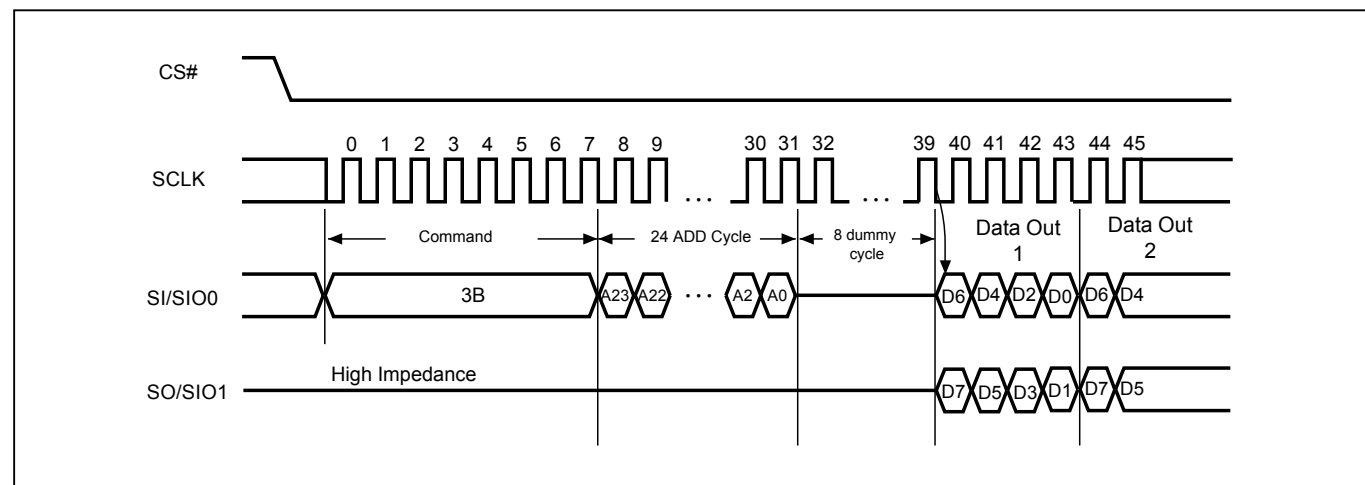 CS#
0 1 2 3 4 5 6 7 8 9 30 31 32 39 40 41 42 43 44 45
SCLK
... ...
Command 24 ADD Cycle 8 dummy cycle Data Out 1 Data Out 2
SI/SIO0 3B A23 A22 ... A2 A0 D6 D4 D2 D0 D6 D4
High Impedance
SO/SIO1 D7 D5 D3 D1 D7 D5